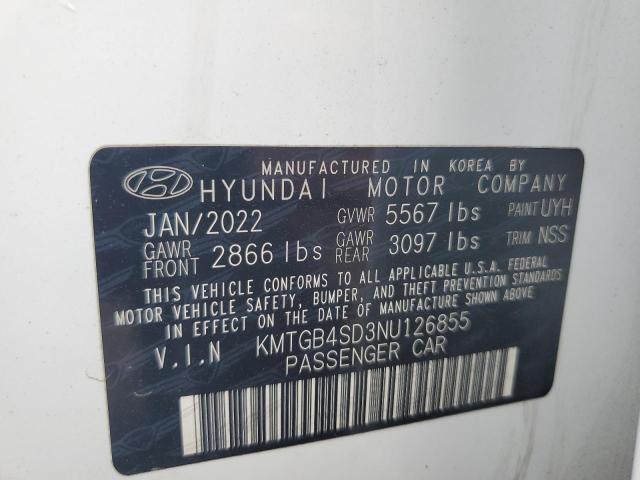 MANUFACTURED IN KOREA BY
HYUNDAI MOTOR COMPANY
JAN/2022 GVWR 5567 lbs PAINT UYH
GAWR FRONT 2866 lbs GAWR REAR 3097 lbs TRIM NSS
THIS VEHICLE CONFORMS TO ALL APPLICABLE U.S.A. FEDERAL
MOTOR VEHICLE SAFETY, BUMPER, AND THEFT PREVENTION STANDARDS
IN EFFECT ON THE DATE OF MANUFACTURE SHOWN ABOVE.
V.I.N KMTGB4SD3NU126855
PASSENGER CAR